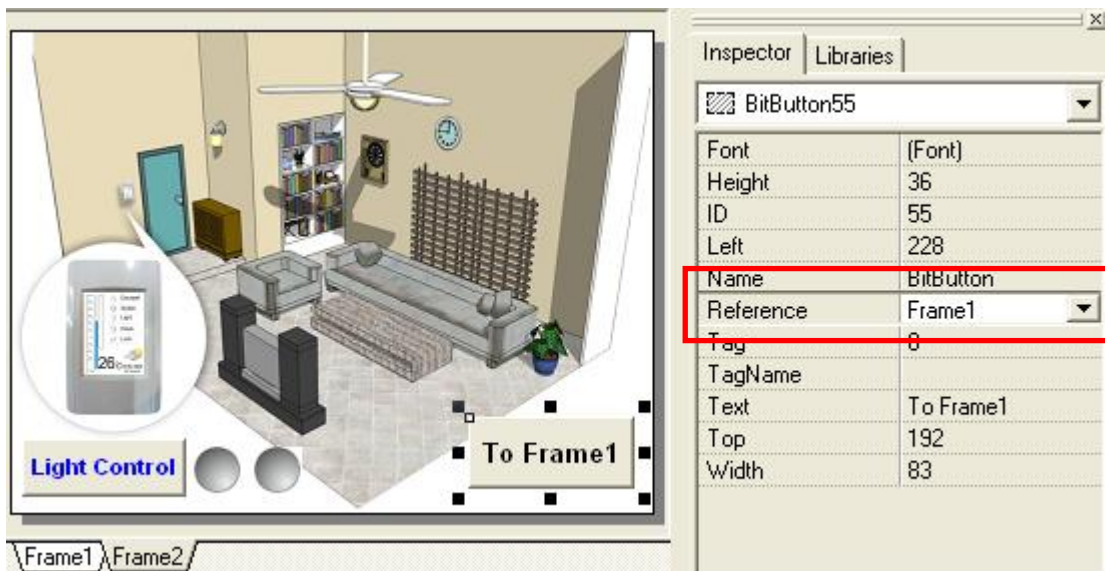 Inspector Libraries
BitButton55
Font (Font)
Height 36
ID 55
Left 228
Name BitButton
Reference Frame1
Tag 0
TagName
Text To Frame1
Top 192
Width 83
26°C
Light Control
To Frame1
Frame1 Frame2